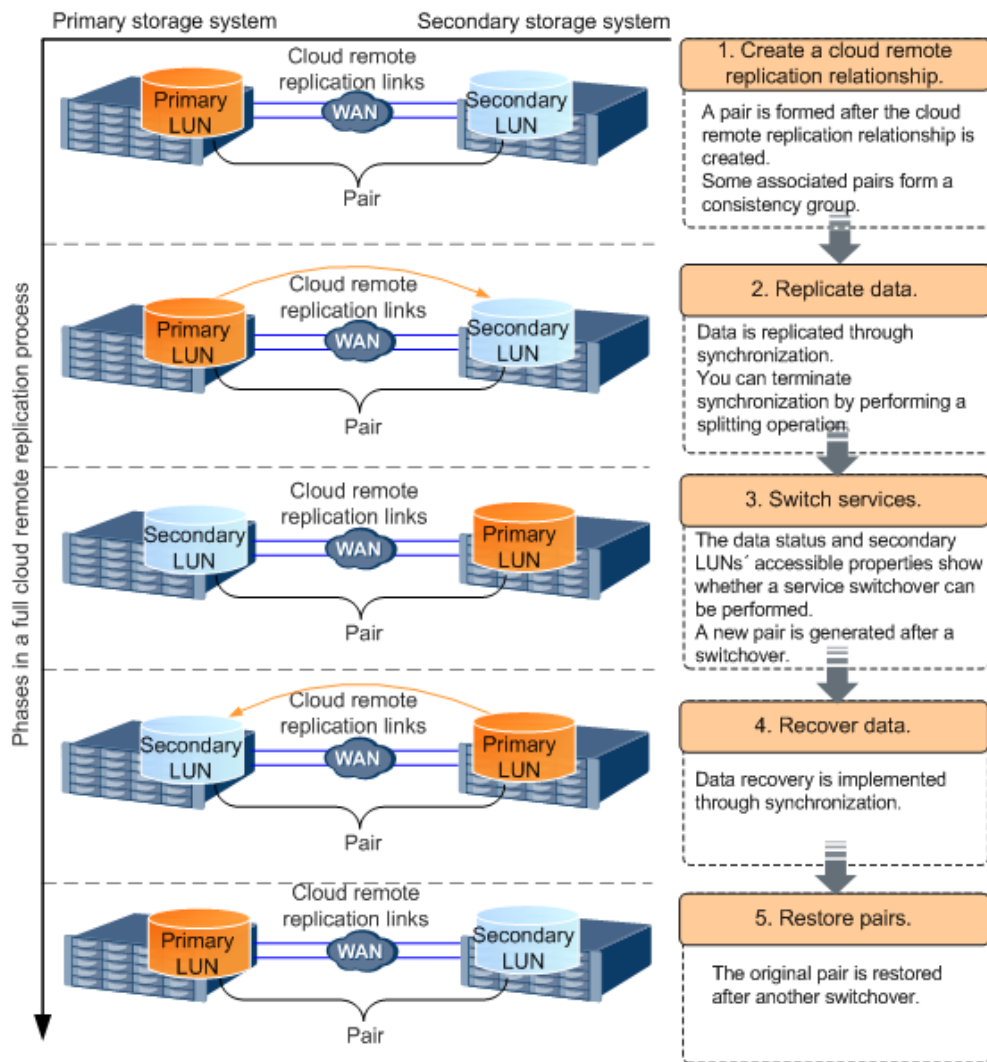 Primary storage system
Secondary storage system
Phases in a full cloud remote replication process
Cloud remote
replication links
Primary
LUN
WAN
Secondary
LUN
Pair
1. Create a cloud remote
replication relationship.
A pair is formed after the cloud
remote replication relationship is
created.
Some associated pairs form a
consistency group.
Cloud remote
replication links
Primary
LUN
WAN
Secondary
LUN
Pair
2. Replicate data.
Data is replicated through
synchronization.
You can terminate
synchronization by performing a
splitting operation.
Cloud remote
replication links
Secondary
LUN
WAN
Primary
LUN
Pair
3. Switch services.
The data status and secondary
LUNs´ accessible properties show
whether a service switchover can
be performed.
A new pair is generated after a
switchover.
Cloud remote
replication links
Secondary
LUN
WAN
Primary
LUN
Pair
4. Recover data.
Data recovery is implemented
through synchronization.
Cloud remote
replication links
Primary
LUN
WAN
Secondary
LUN
Pair
5. Restore pairs.
The original pair is restored
after another switchover.